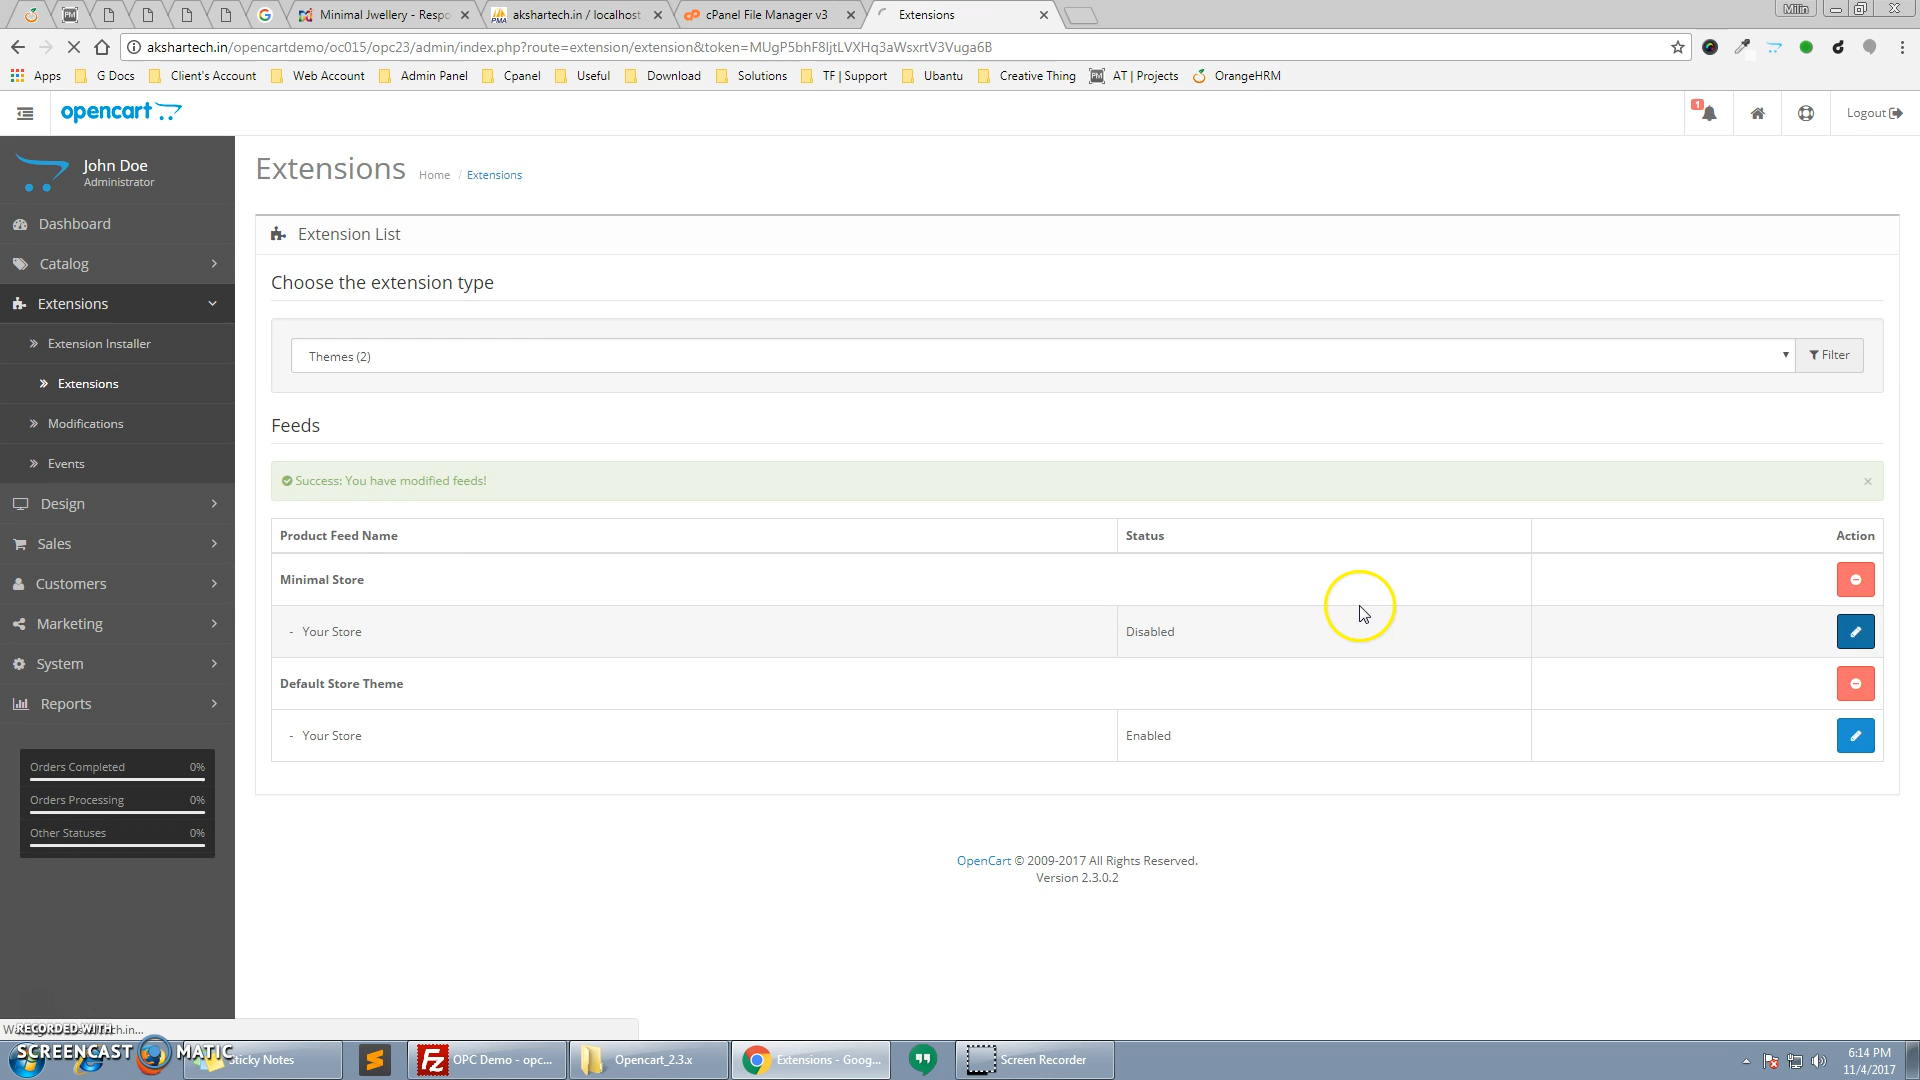 Minimal Jwellery - Respo
akshartech.in / localhost
cPanel File Manager v3
Extensions
Milin
akshartech.in/opencartdemo/oc015/opc23/admin/index.php?route=extension/extension&token=MUgP5bhF8IjtLVXHq3aWsxrtV3Vuga6B
Apps
G Docs
Client's Account
Web Account
Admin Panel
Cpanel
Useful
Download
Solutions
TF | Support
Ubantu
Creative Thing
AT | Projects
OrangeHRM
opencart
1
Logout
John Doe
Administrator
Dashboard
Catalog
Extensions
Extension Installer
Extensions
Modifications
Events
Design
Sales
Customers
Marketing
System
Reports
Orders Completed 0%
Orders Processing 0%
Other Statuses 0%
Extensions Home / Extensions
Extension List
Choose the extension type
Themes (2)
Filter
Feeds
Success: You have modified feeds!
Product Feed Name Status Action
Minimal Store
- Your Store Disabled
Default Store Theme
- Your Store Enabled
OpenCart © 2009-2017 All Rights Reserved.
Version 2.3.0.2
RECORDED WITH
SCREENCAST MATIC
Sticky Notes
OPC Demo - opc...
Opencart_2.3.x
Extensions - Goog...
Screen Recorder
6:14 PM
11/4/2017